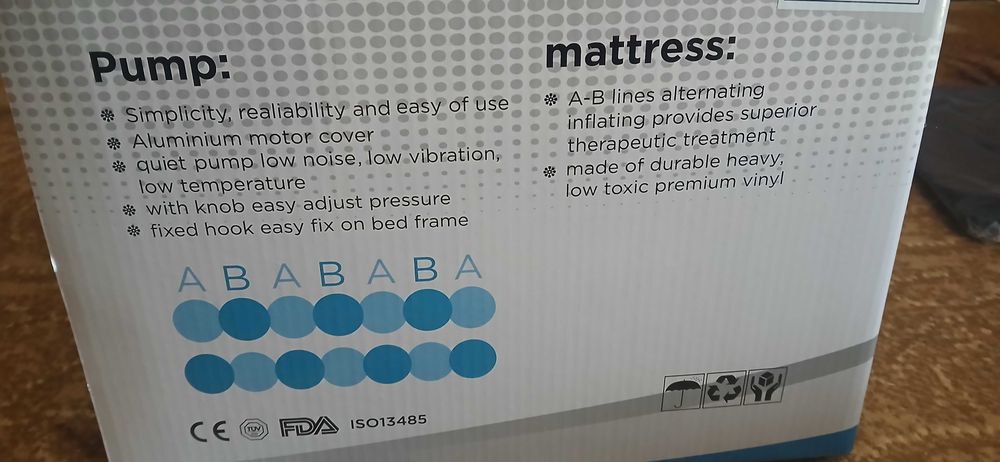 Pump:
Simplicity, realiability and easy of use
Aluminium motor cover
quiet pump low noise, low vibration,
low temperature
with knob easy adjust pressure
fixed hook easy fix on bed frame
A B A B A B A
CE TÜV FDA ISO13485
mattress:
A-B lines alternating
inflating provides superior
therapeutic treatment
made of durable heavy,
low toxic premium vinyl